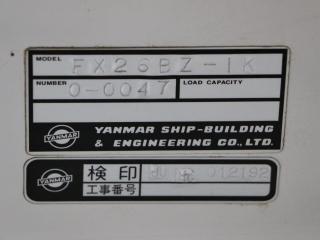 MODEL FX26BZ-1K
NUMBER 0-0047 LOAD CAPACITY
YANMAR YANMAR SHIP-BUILDING
& ENGINEERING CO., LTD.
YANMAR 検印 012192
工事番号